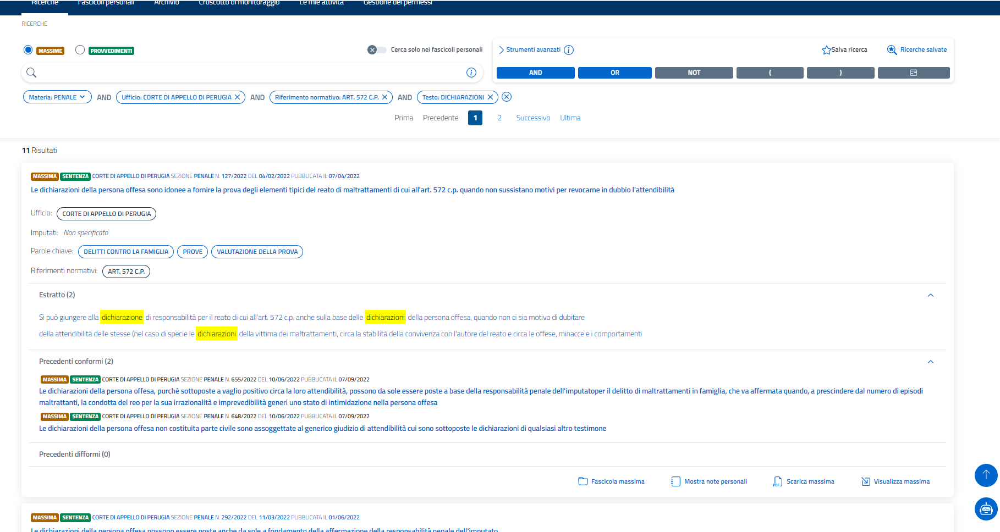 Ricerche Fascicoli personali Archivio Cruscotto di monitoraggio Le mie attività Gestione dei permessi
RICERCHE
MASSIME PROVVEDIMENTI Cerca solo nei fascicoli personali
Strumenti avanzati Salva ricerca Ricerche salvate
AND OR NOT ( )
Materia: PENALE AND Ufficio: CORTE DI APPELLO DI PERUGIA AND Riferimento normativo: ART. 572 C.P. AND Testo: DICHIARAZIONI
Prima Precedente 1 2 Successivo Ultima
11 Risultati
MASSIMA SENTENZA CORTE DI APPELLO DI PERUGIA SEZIONE PENALE N. 127/2022 DEL 04/02/2022 PUBBLICATA IL 07/04/2022
Le dichiarazioni della persona offesa sono idonee a fornire la prova degli elementi tipici del reato di maltrattamenti di cui all'art. 572 c.p. quando non sussistano motivi per revocarne in dubbio l'attendibilità
Ufficio: CORTE DI APPELLO DI PERUGIA
Imputati: Non specificato
Parole chiave: DELITTI CONTRO LA FAMIGLIA PROVE VALUTAZIONE DELLA PROVA
Riferimenti normativi: ART. 572 C.P.
Estratto (2)
Si può giungere alla dichiarazione di responsabilità per il reato di cui all'art. 572 c.p. anche sulla base delle dichiarazioni della persona offesa, quando non ci sia motivo di dubitare
della attendibilità delle stesse (nel caso di specie le dichiarazioni della vittima dei maltrattamenti, circa la stabilità della convivenza con l'autore del reato e circa le offese, minacce e i comportamenti
Precedenti conformi (2)
MASSIMA SENTENZA CORTE DI APPELLO DI PERUGIA SEZIONE PENALE N. 655/2022 DEL 10/06/2022 PUBBLICATA IL 07/09/2022
Le dichiarazioni della persona offesa, purché sottoposte a vaglio positivo circa la loro attendibilità, possono da sole essere poste a base della responsabilità penale dell'imputatoper il delitto di maltrattamenti in famiglia, che va affermata quando, a prescindere dal numero di episodi
maltrattanti, la condotta del reo per la sua irrazionalità e imprevedibilità generi uno stato di intimidazione nella persona offesa
MASSIMA SENTENZA CORTE DI APPELLO DI PERUGIA SEZIONE PENALE N. 648/2022 DEL 10/06/2022 PUBBLICATA IL 07/09/2022
Le dichiarazioni della persona offesa non costituita parte civile sono assoggettate al generico giudizio di attendibilità cui sono sottoposte le dichiarazioni di qualsiasi altro testimone
Precedenti difformi (0)
Fascicola massima Mostra note personali PDF Scarica massima Visualizza massima
MASSIMA SENTENZA CORTE DI APPELLO DI PERUGIA SEZIONE PENALE N. 292/2022 DEL 11/03/2022 PUBBLICATA IL 01/06/2022
Le dichiarazioni della persona offesa possono essere poste anche da sole a fondamento della affermazione della responsabilità penale dell'imputato